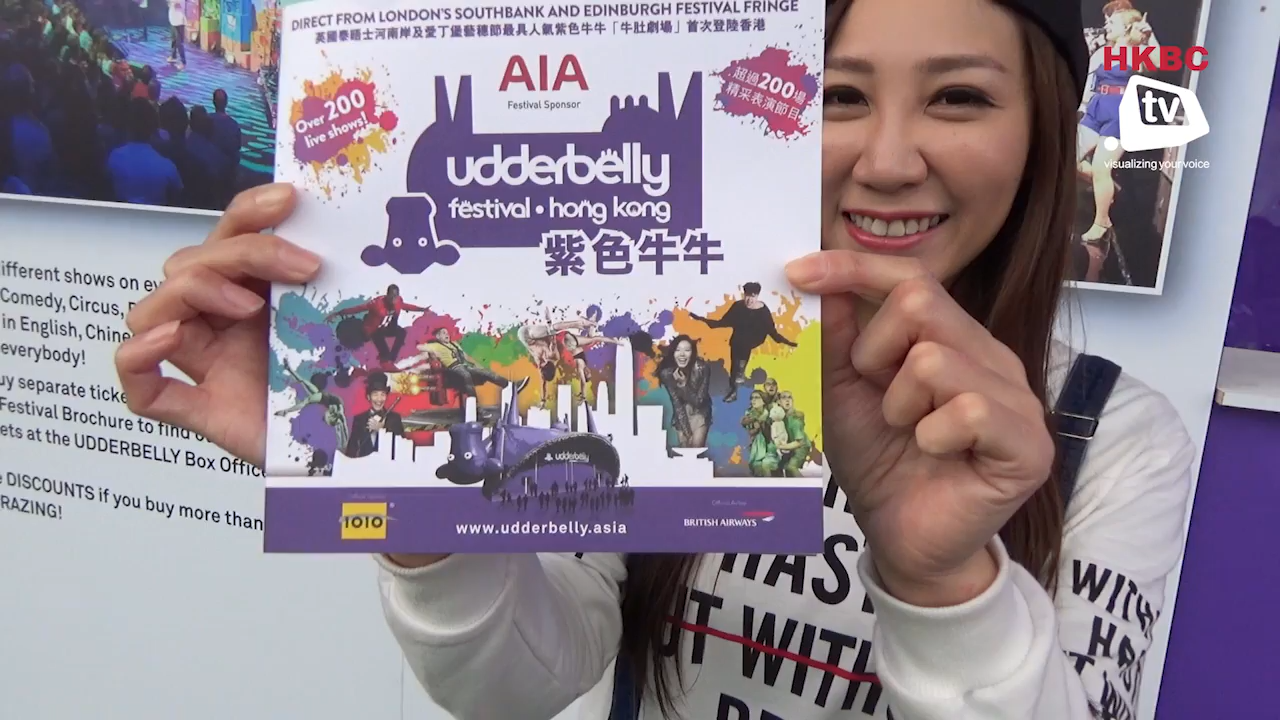 DIRECT FROM LONDON'S SOUTHBANK AND EDINBURGH FESTIVAL FRINGE
英國泰晤士河南岸及愛丁堡藝穗節最具人氣紫色牛牛「牛肚劇場」首次登陸香港
AIA
Festival Sponsor
Over 200
live shows!
超過200場
精采表演節目
udderbelly
festival • hong kong
紫色牛牛
udderbelly
1010
www.udderbelly.asia
BRITISH AIRWAYS
HKBC
tv
visualizing your voice
ifferent shows on ev
Comedy, Circus,
in English, Chine
everybody!
uy separate ticke
Festival Brochure to find
ets at the UDDERBELLY Box Offic
DISCOUNTS if you buy more than
RAZING!
HAST
UT WITH
WITH